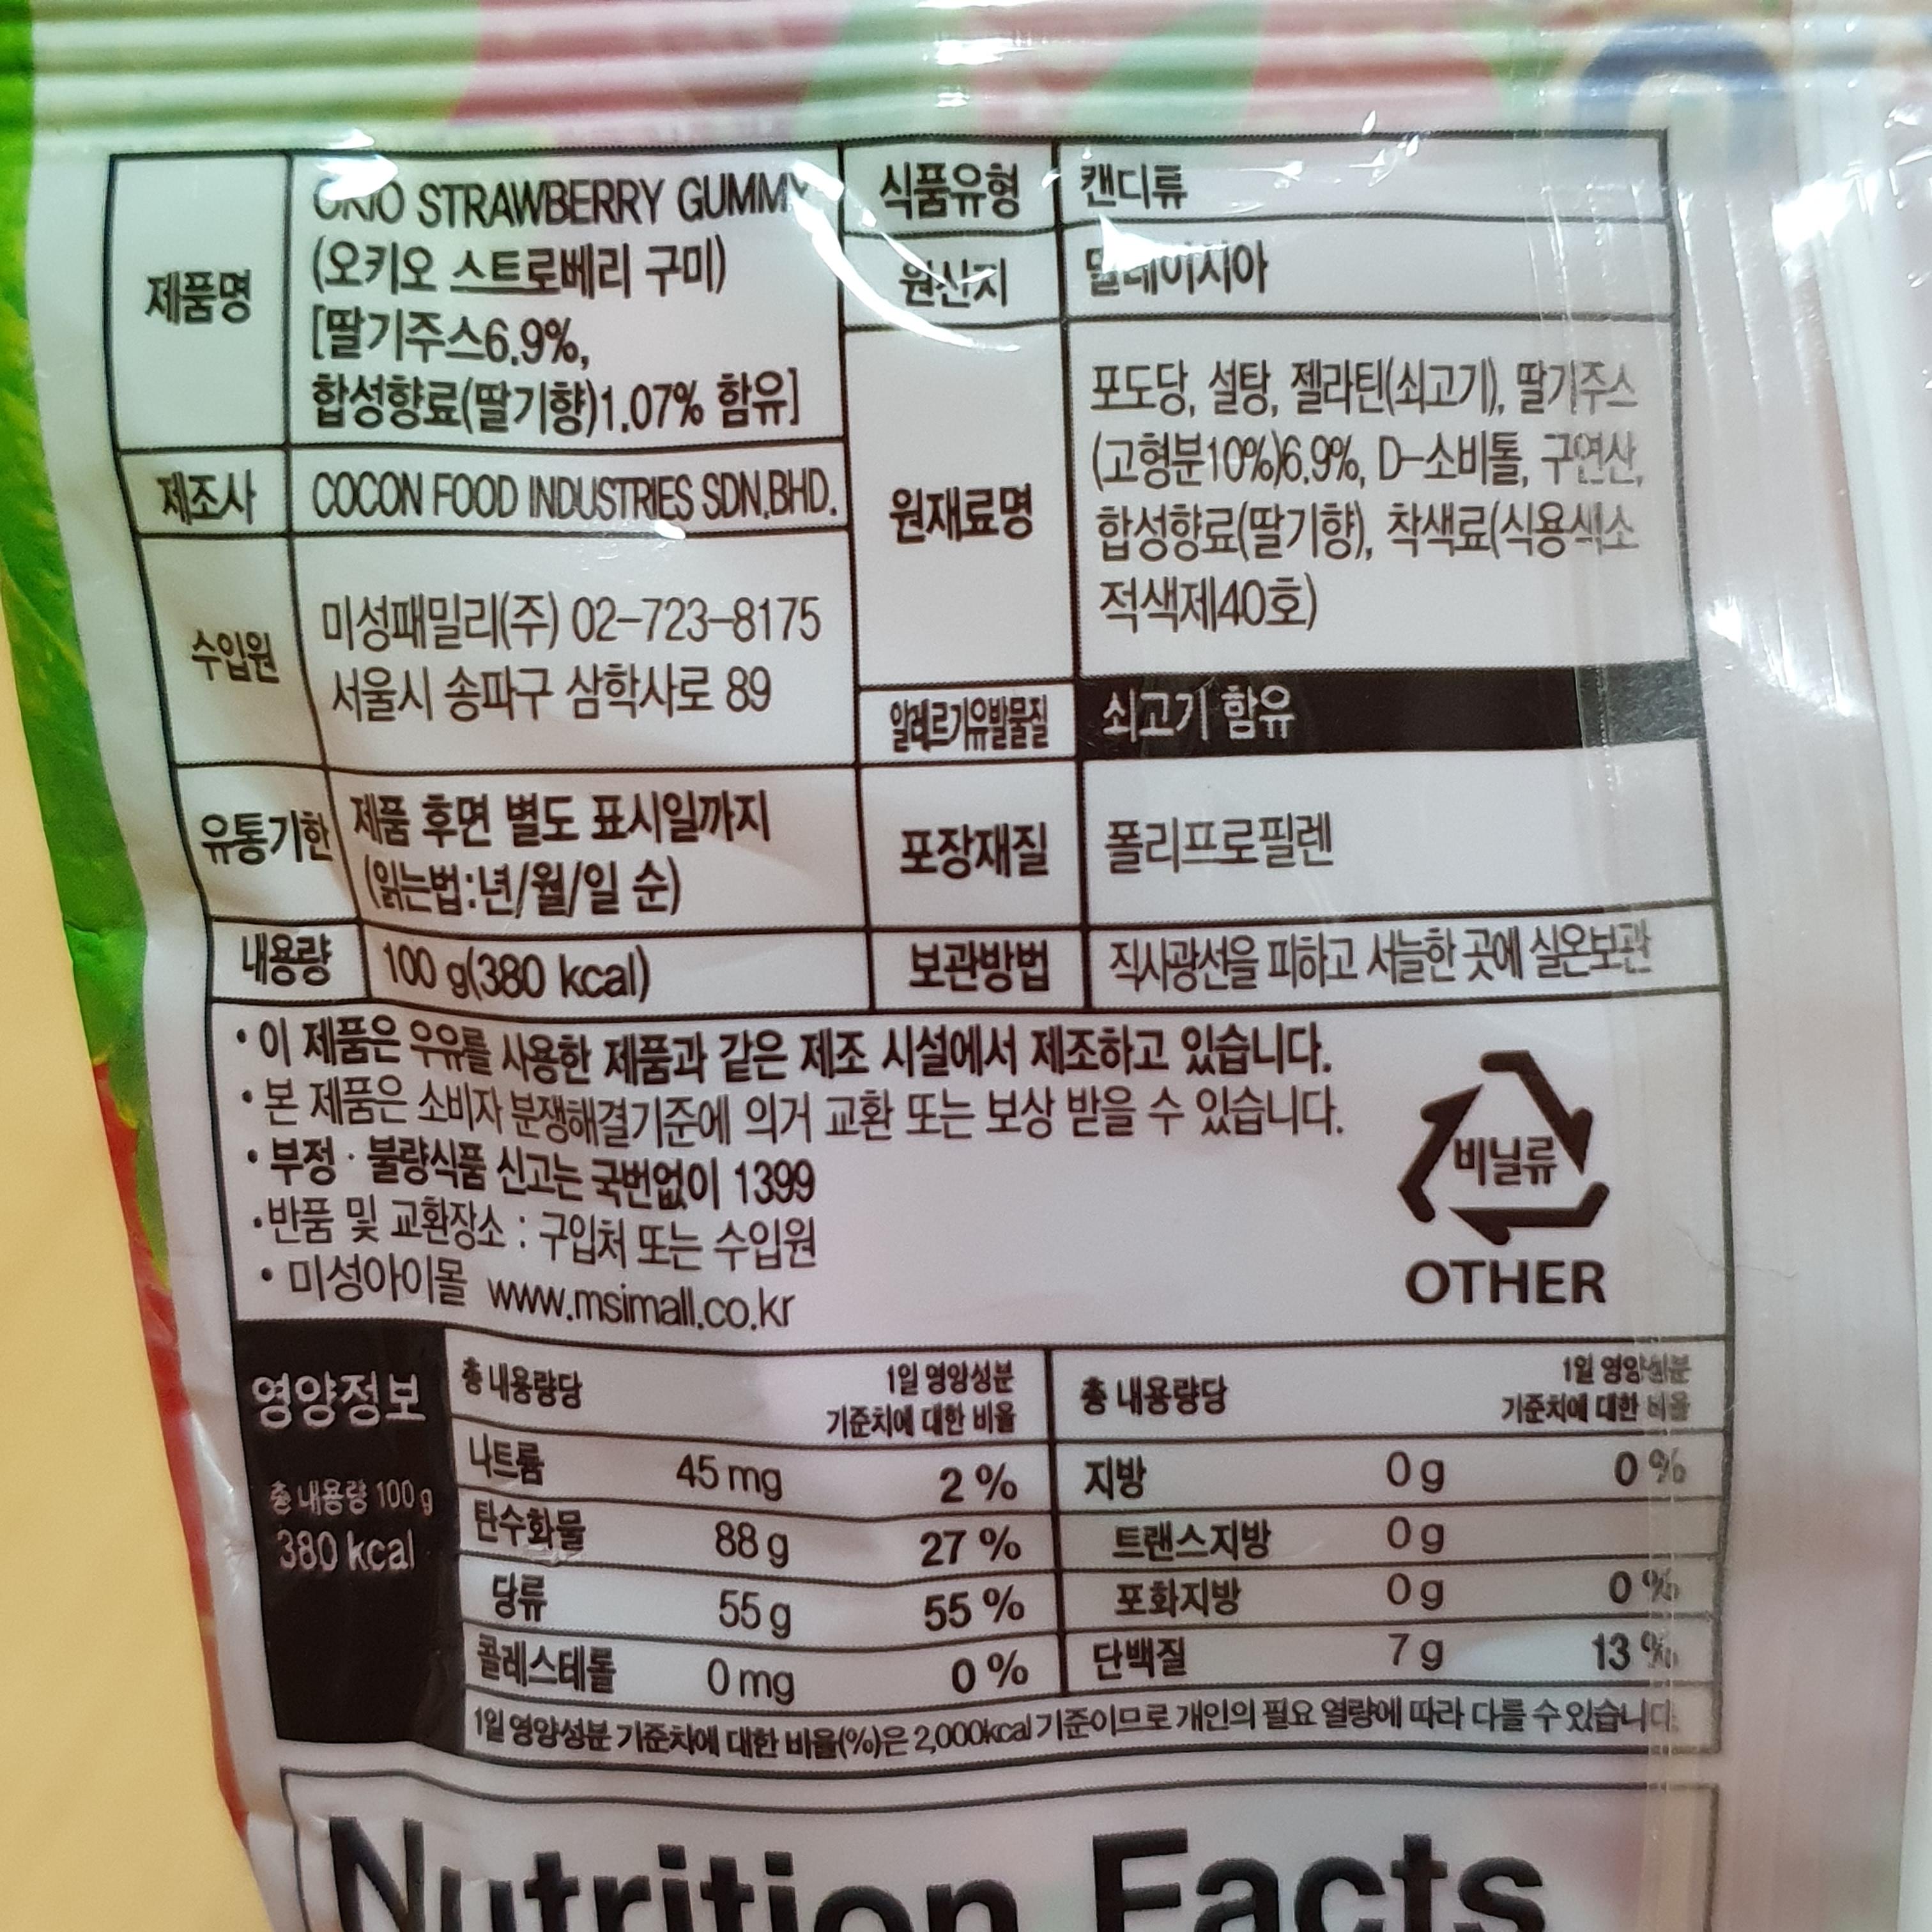 제품명
OKIO STRAWBERRY GUMMY
(오키오 스트로베리 구미)
[딸기주스6.9%,
합성향료(딸기향)1.07% 함유]
제조사
COCON FOOD INDUSTRIES SDN.BHD.
수입원
미성패밀리(주) 02-723-8175
서울시 송파구 삼학사로 89
유통기한
제품 후면 별도 표시일까지
(읽는법:년/월/일 순)
내용량
100 g(380 kcal)
식품유형
캔디류
원산지
말레이시아
원재료명
포도당, 설탕, 젤라틴(쇠고기), 딸기주스
(고형분10%)6.9%, D-소비톨, 구연산,
합성향료(딸기향), 착색료(식용색소
적색제40호)
알레르기유발물질
쇠고기 함유
포장재질
폴리프로필렌
보관방법
직사광선을 피하고 서늘한 곳에 실온보관
• 이 제품은 우유를 사용한 제품과 같은 제조 시설에서 제조하고 있습니다.
• 본 제품은 소비자 분쟁해결기준에 의거 교환 또는 보상 받을 수 있습니다.
• 부정 · 불량식품 신고는 국번없이 1399
• 반품 및 교환장소 : 구입처 또는 수입원
• 미성아이몰 www.msimall.co.kr
비닐류
OTHER
영양정보
총 내용량 100 g
380 kcal
총 내용량당 1일 영양성분
기준치에 대한 비율
나트륨 45 mg 2 %
탄수화물 88 g 27 %
당류 55 g 55 %
콜레스테롤 0 mg 0 %
총 내용량당 1일 영양성분
기준치에 대한 비율
지방 0 g 0 %
트랜스지방 0 g
포화지방 0 g 0 %
단백질 7 g 13 %
1일 영양성분 기준치에 대한 비율(%)은 2,000kcal 기준이므로 개인의 필요 열량에 따라 다를 수 있습니다.
Nutrition Facts